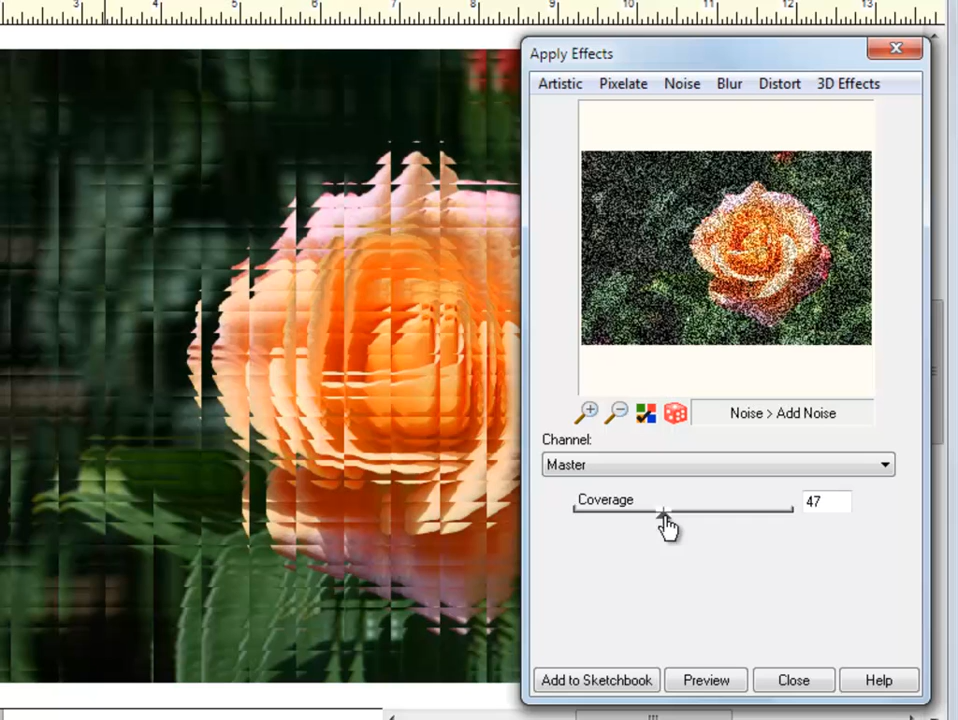 3 4 5 6 7 8 9 10 11 12 13
Apply Effects
Artistic Pixelate Noise Blur Distort 3D Effects
Noise > Add Noise
Channel:
Master
Coverage 47
Add to Sketchbook Preview Close Help